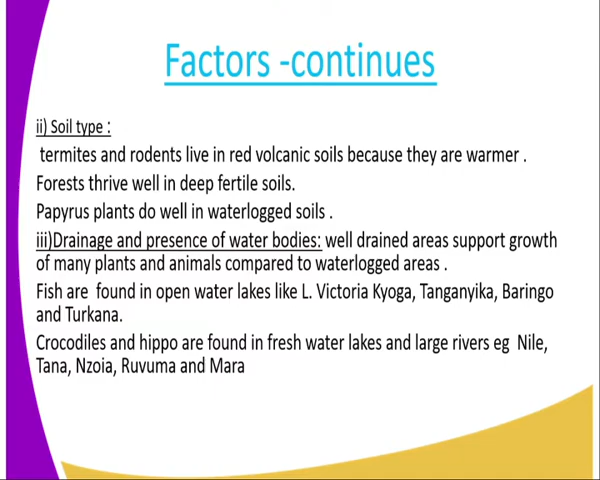 Factors -continues
ii) Soil type :
termites and rodents live in red volcanic soils because they are warmer .
Forests thrive well in deep fertile soils.
Papyrus plants do well in waterlogged soils .
iii)Drainage and presence of water bodies: well drained areas support growth
of many plants and animals compared to waterlogged areas .
Fish are found in open water lakes like L. Victoria Kyoga, Tanganyika, Baringo
and Turkana.
Crocodiles and hippo are found in fresh water lakes and large rivers eg Nile,
Tana, Nzoia, Ruvuma and Mara